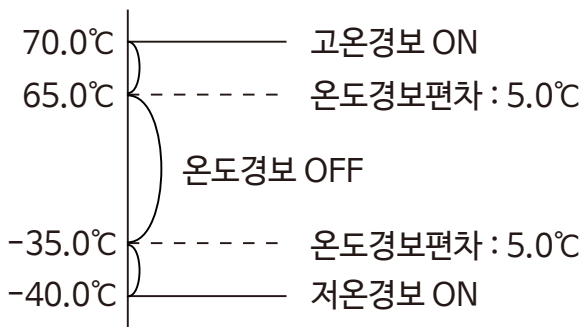 70.0℃ 고온경보 ON
65.0℃ 온도경보편차 : 5.0℃
온도경보 OFF
-35.0℃ 온도경보편차 : 5.0℃
-40.0℃ 저온경보 ON